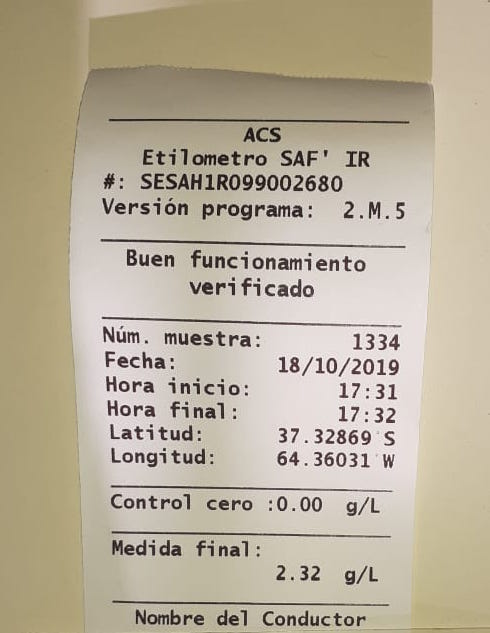 ACS
Etilometro SAF' IR
#: SESAH1R099002680
Versión programa: 2.M.5
Buen funcionamiento
verificado
Núm. muestra: 1334
Fecha: 18/10/2019
Hora inicio: 17:31
Hora final: 17:32
Latitud: 37.32869 S
Longitud: 64.36031 W
Control cero :0.00 g/L
Medida final:
2.32 g/L
Nombre del Conductor